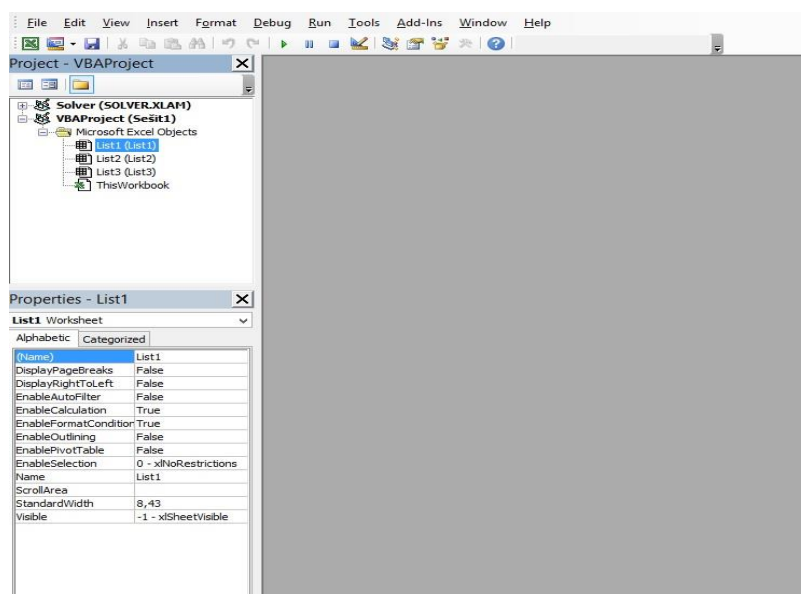 File Edit View Insert Format Debug Run Tools Add-Ins Window Help
Project - VBAProject
Solver (SOLVER.XLAM)
VBAProject (Sešit1)
Microsoft Excel Objects
List1 (List1)
List2 (List2)
List3 (List3)
ThisWorkbook
Properties - List1
List1 Worksheet
Alphabetic Categorized
(Name) List1
DisplayPageBreaks False
DisplayRightToLeft False
EnableAutoFilter False
EnableCalculation True
EnableFormatCondition True
EnableOutlining False
EnablePivotTable False
EnableSelection 0 - xlNoRestrictions
Name List1
ScrollArea
StandardWidth 8,43
Visible -1 - xlSheetVisible